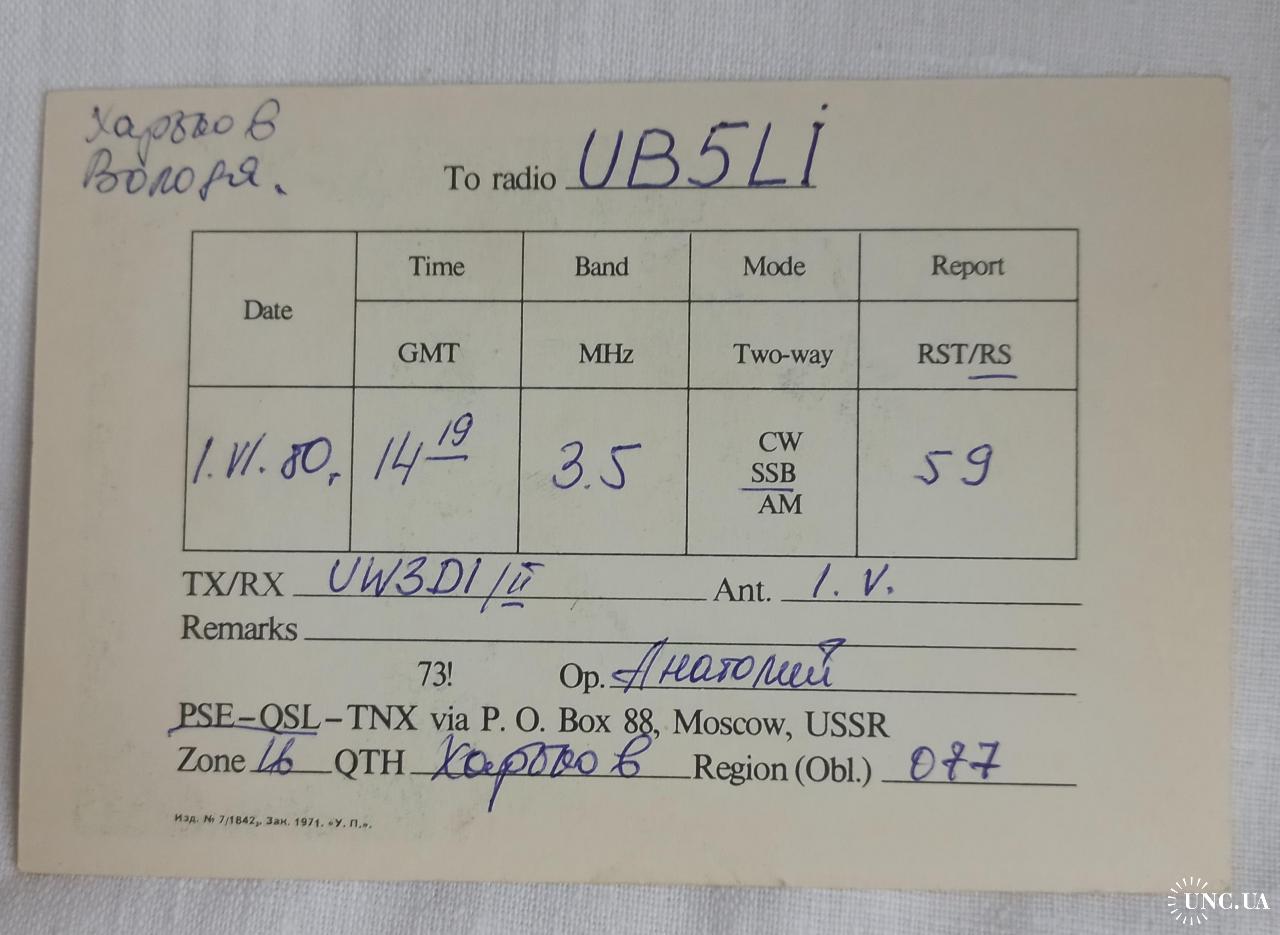 Харьков
Володя.
To radio UB5LI
Date Time Band Mode Report
GMT MHz Two-way RST/RS
1.VI.80г. 14 19 3.5 CW SSB AM 59
TX/RX UW3DI/II Ant. I.V.
Remarks
73! Op. Анатолий
PSE-QSL-TNX via P. O. Box 88, Moscow, USSR
Zone 16 QTH Харьков Region (Obl.) 077
Изд. № 7/1842, Зак. 1971. «У. П.».
UNC.UA